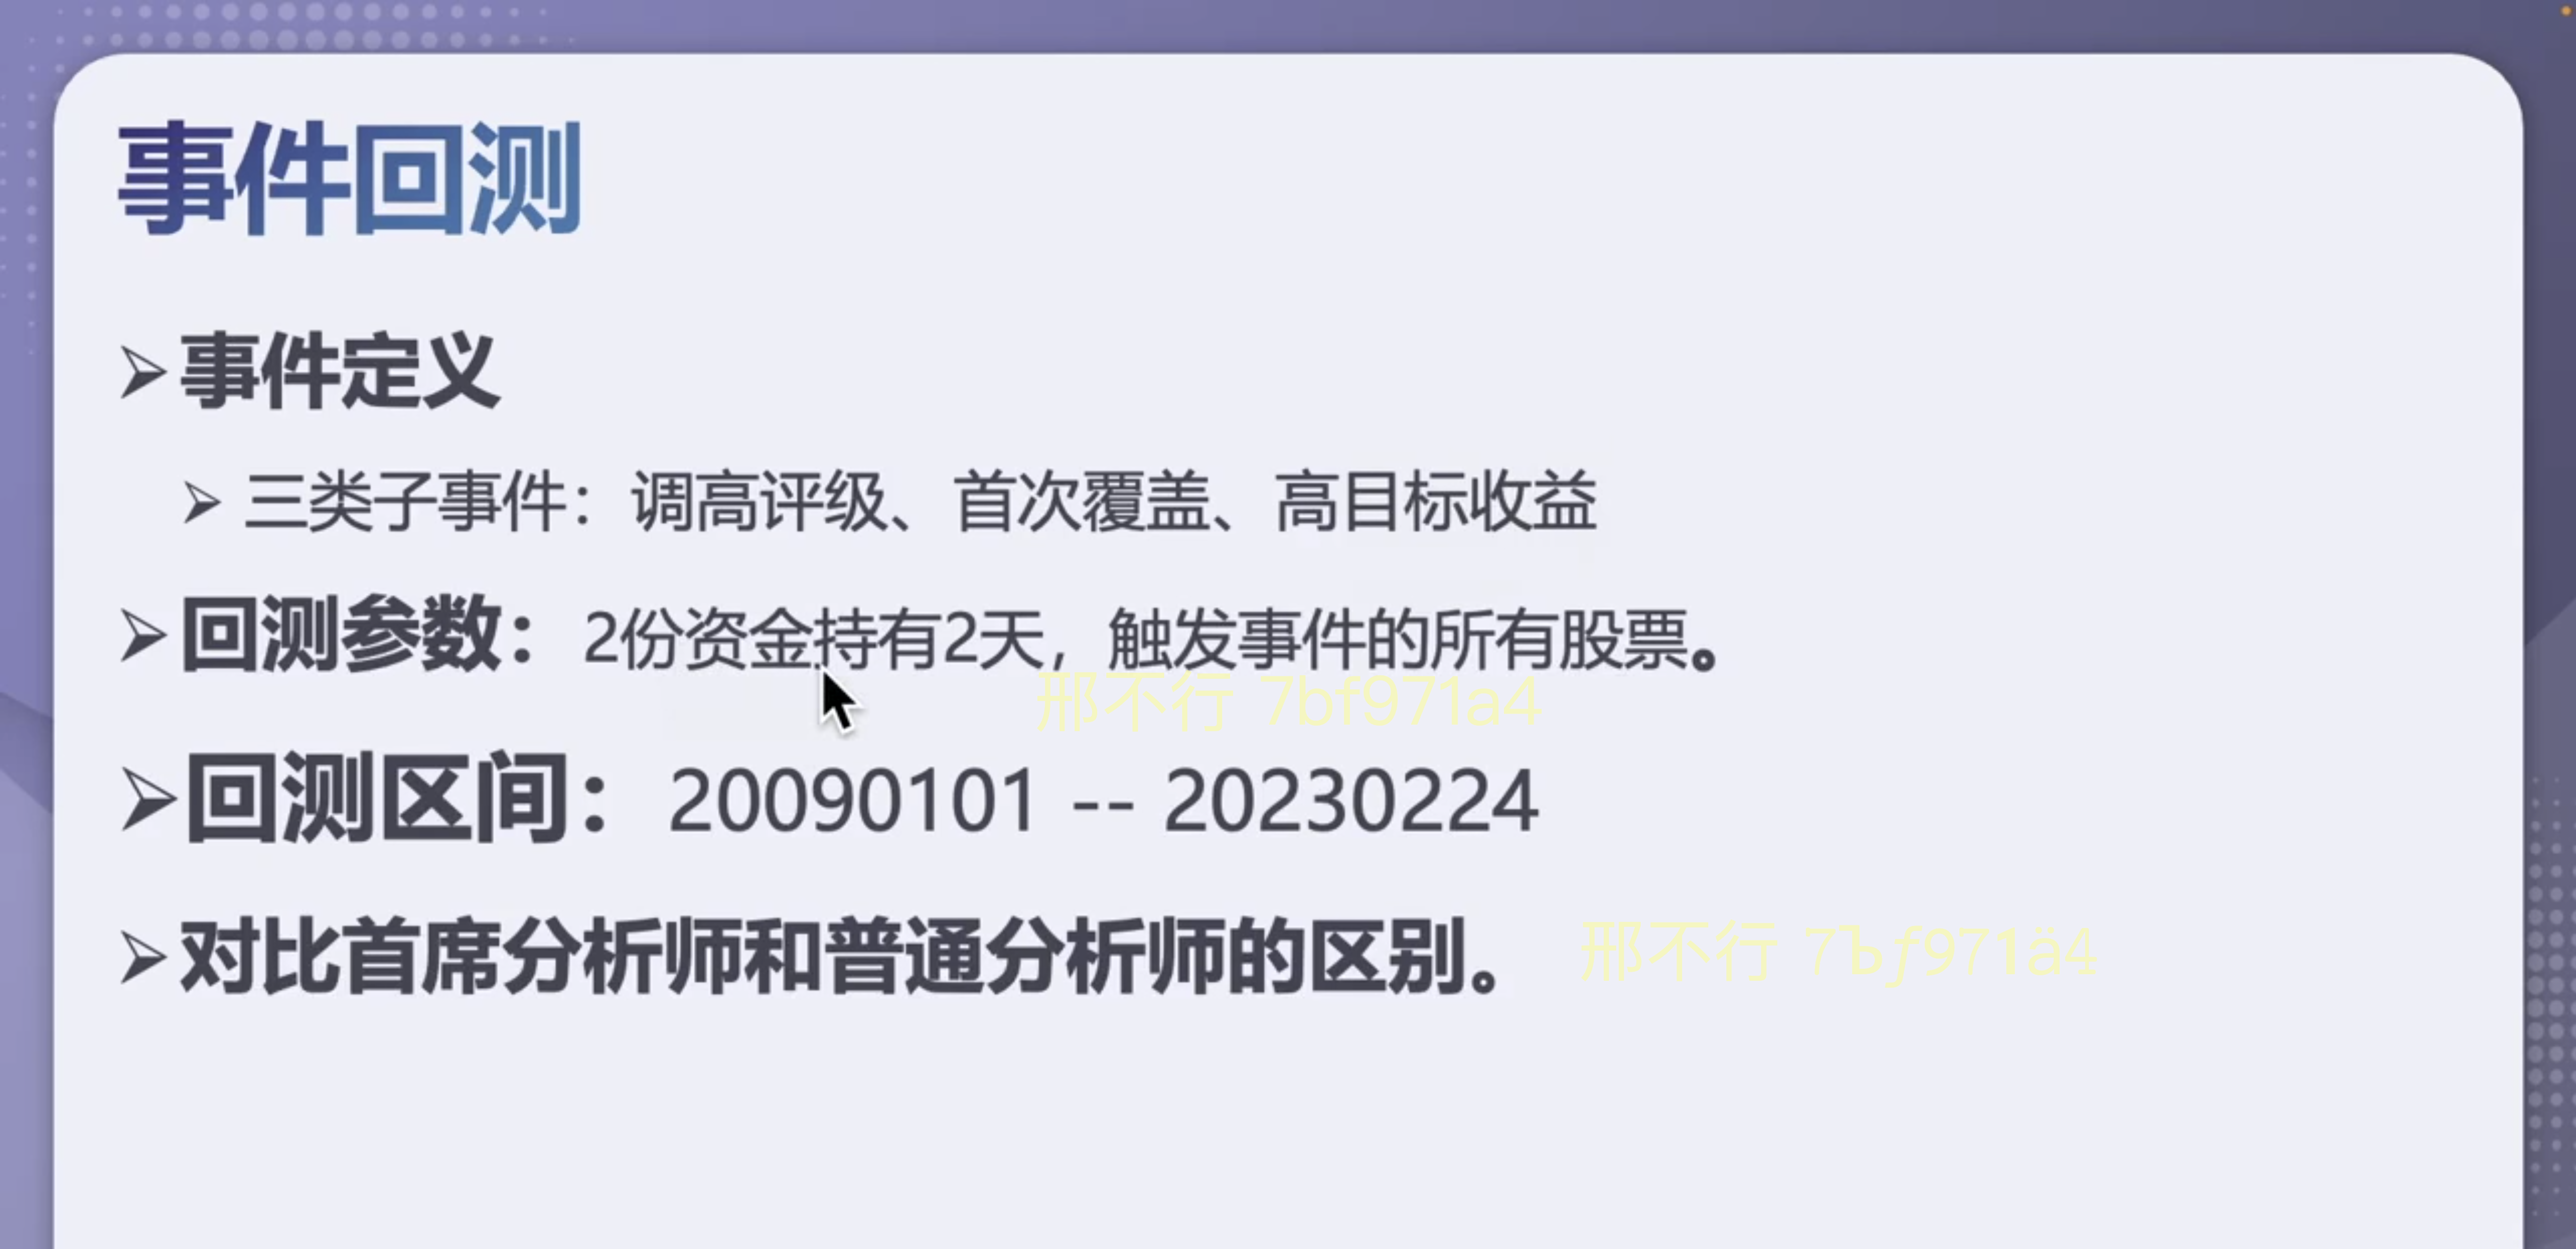 事件回测
事件定义
三类子事件：调高评级、首次覆盖、高目标收益
回测参数：2份资金持有2天，触发事件的所有股票。
邢不行 7bf971a4
回测区间：20090101 -- 20230224
对比首席分析师和普通分析师的区别。
邢不行 7Ъƒ971ä4